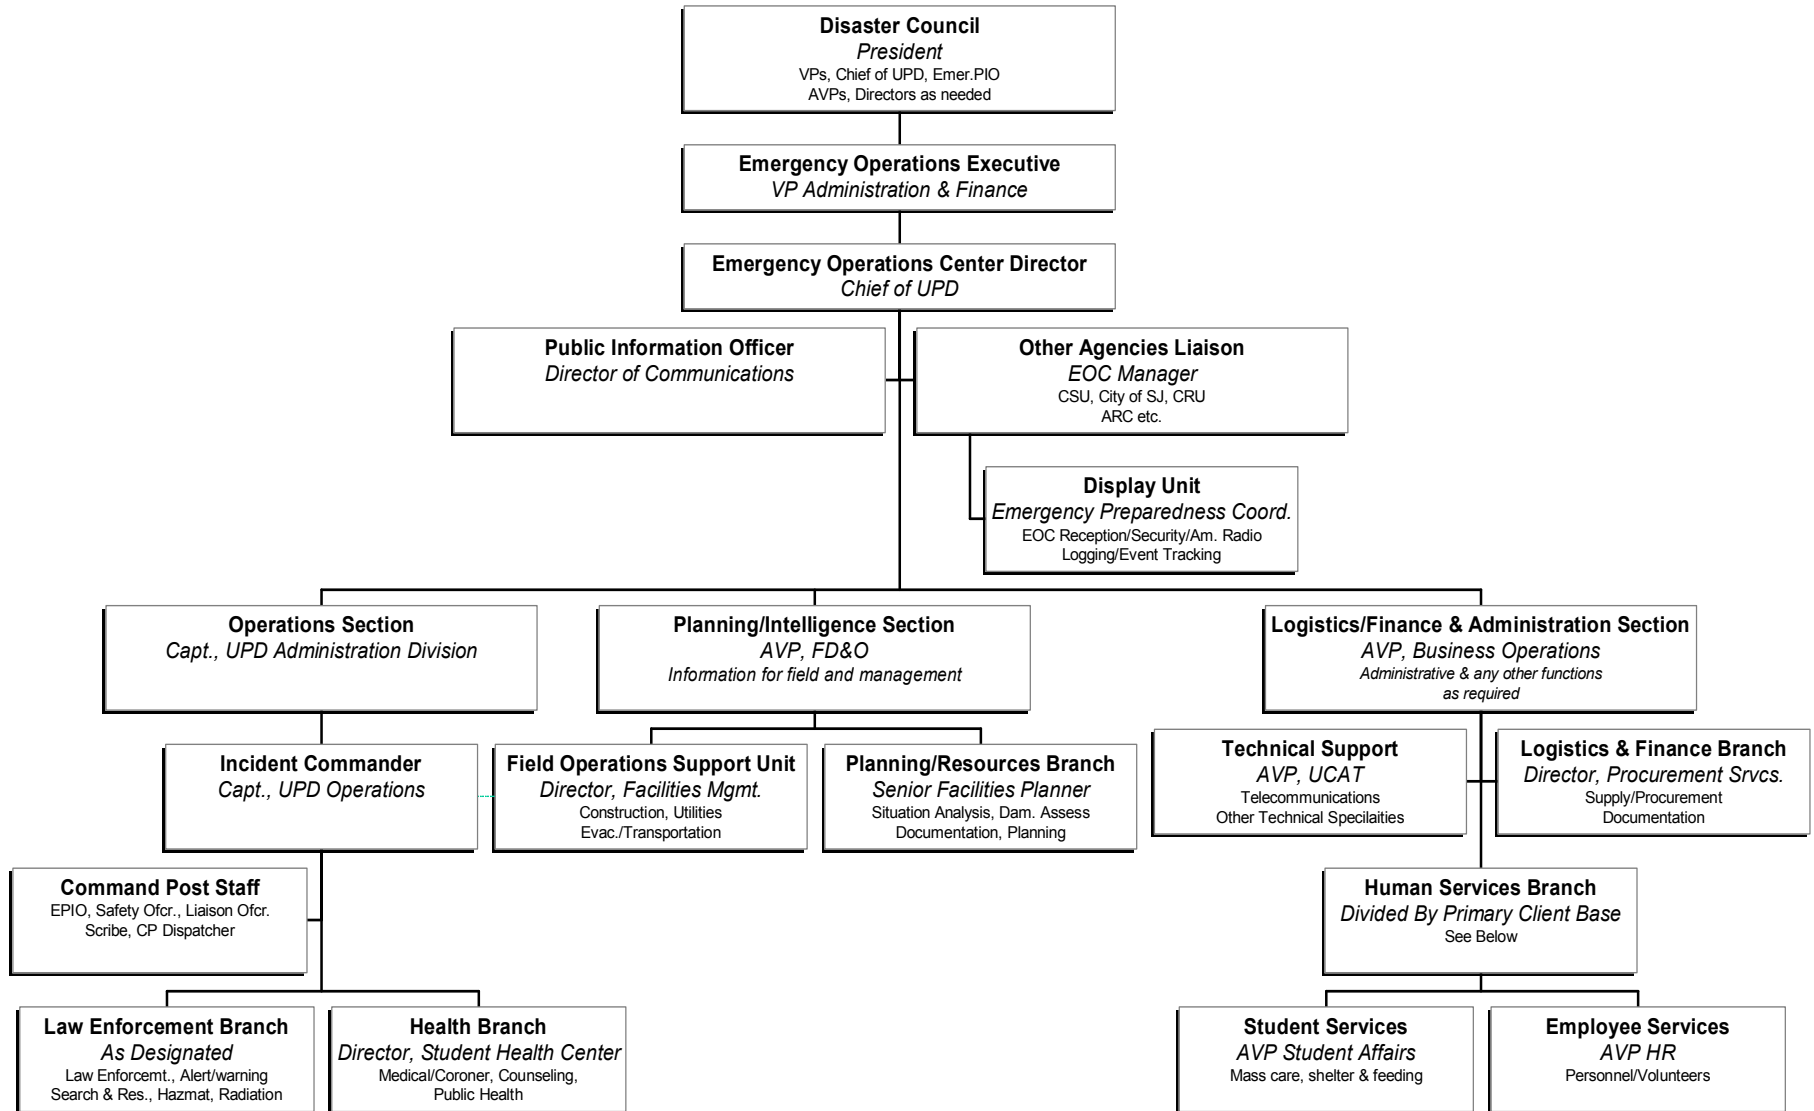 Disaster Council
President
VPs, Chief of UPD, Emer.PIO
AVPs, Directors as needed
Emergency Operations Executive
VP Administration & Finance
Emergency Operations Center Director
Chief of UPD
Public Information Officer
Director of Communications
Other Agencies Liaison
EOC Manager
CSU, City of SJ, CRU
ARC etc.
Display Unit
Emergency Preparedness Coord.
EOC Reception/Security/Am. Radio
Logging/Event Tracking
Operations Section
Capt., UPD Administration Division
Planning/Intelligence Section
AVP, FD&O
Information for field and management
Logistics/Finance & Administration Section
AVP, Business Operations
Administrative & any other functions
as required
Incident Commander
Capt., UPD Operations
Field Operations Support Unit
Director, Facilities Mgmt.
Construction, Utilities
Evac./Transportation
Planning/Resources Branch
Senior Facilities Planner
Situation Analysis, Dam. Assess
Documentation, Planning
Technical Support
AVP, UCAT
Telecommunications
Other Technical Specilaities
Logistics & Finance Branch
Director, Procurement Srvcs.
Supply/Procurement
Documentation
Command Post Staff
EPIO, Safety Ofcr., Liaison Ofcr.
Scribe, CP Dispatcher
Human Services Branch
Divided By Primary Client Base
See Below
Law Enforcement Branch
As Designated
Law Enforcemt., Alert/warning
Search & Res., Hazmat, Radiation
Health Branch
Director, Student Health Center
Medical/Coroner, Counseling,
Public Health
Student Services
AVP Student Affairs
Mass care, shelter & feeding
Employee Services
AVP HR
Personnel/Volunteers